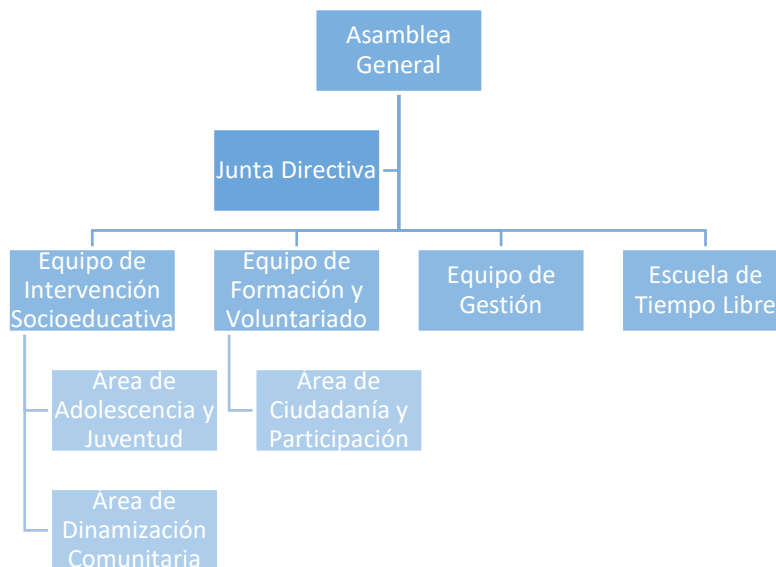 Asamblea
General
Junta Directiva
Equipo de
Intervención
Socioeducativa
Equipo de
Formación y
Voluntariado
Equipo de
Gestión
Escuela de
Tiempo Libre
Área de
Adolescencia y
Juventud
Área de
Ciudadanía y
Participación
Área de
Dinamización
Comunitaria